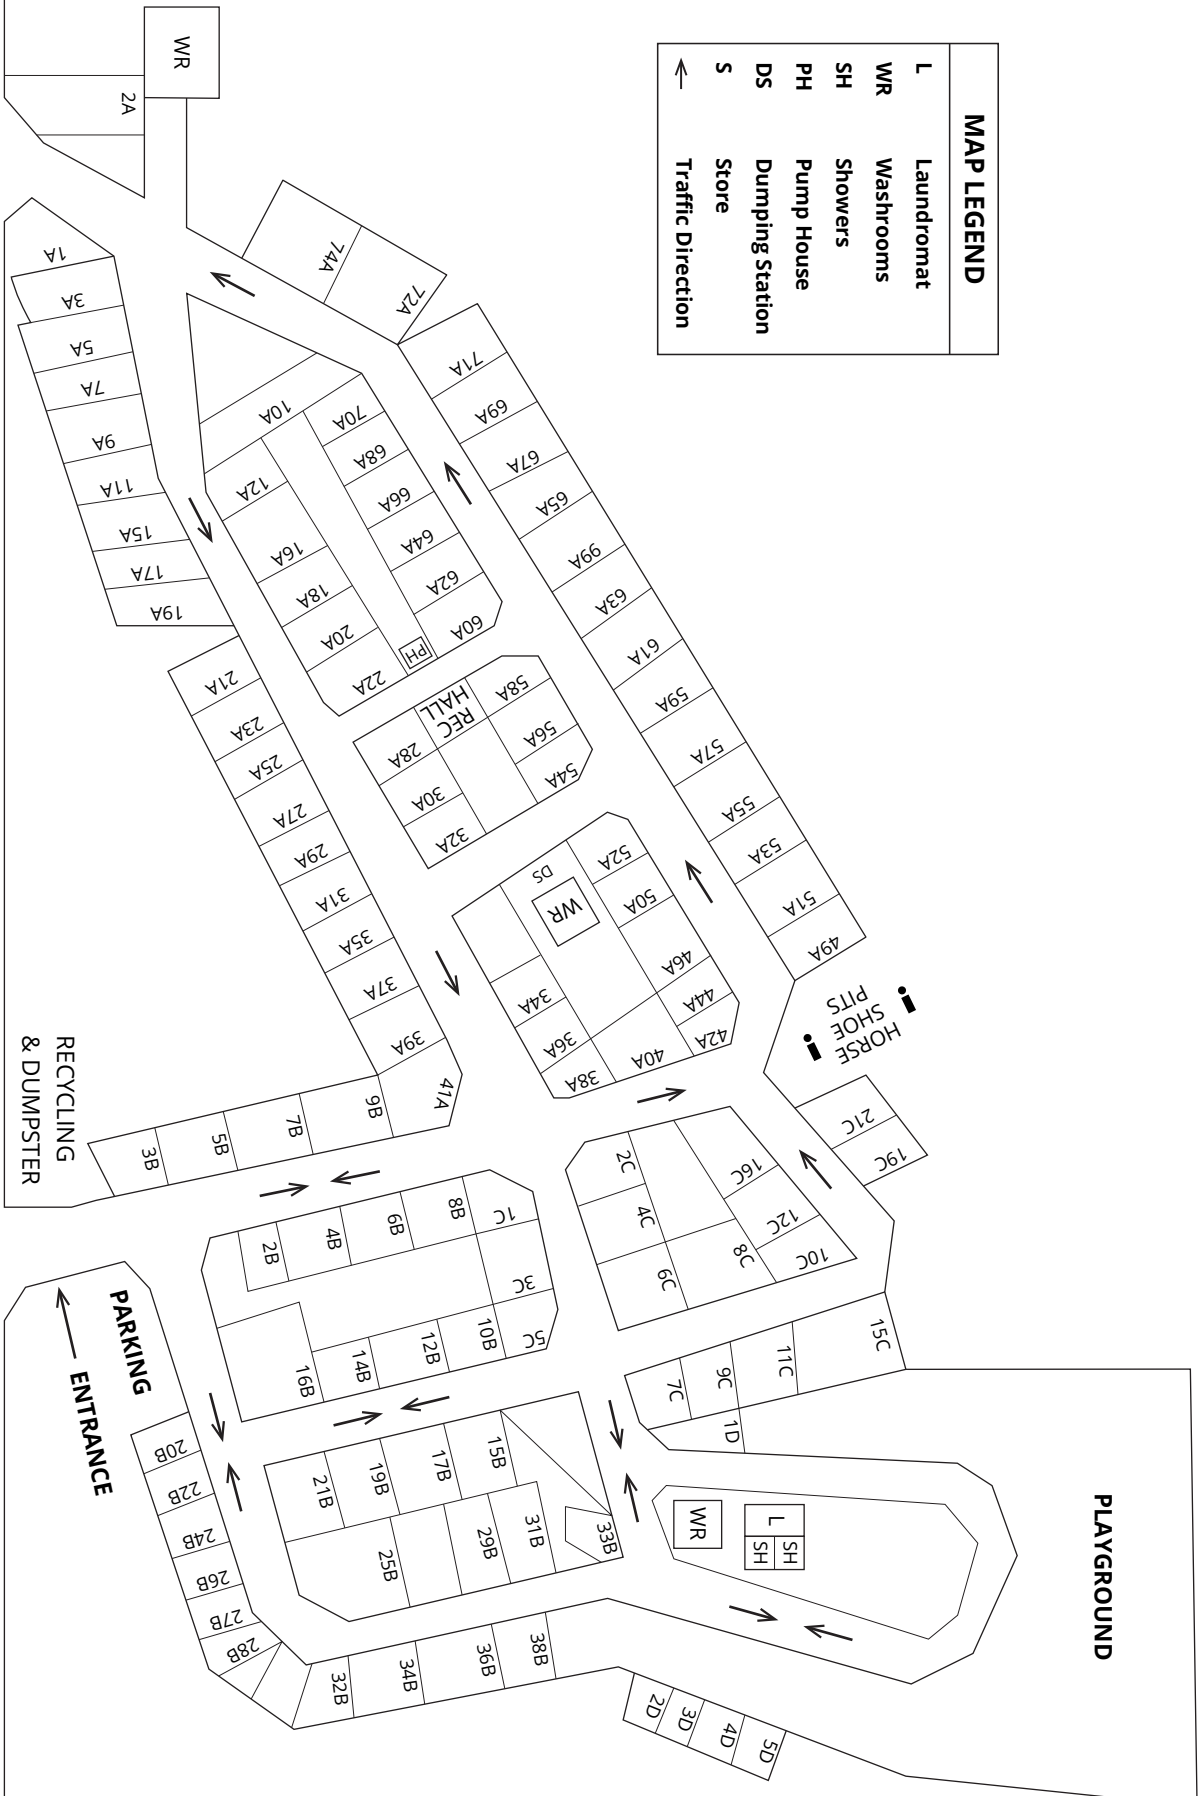 MAP LEGEND
L Laundromat
WR Washrooms
SH Showers
PH Pump House
DS Dumping Station
S Store
Traffic Direction
WR
2A
1A
3A
5A
7A
9A
11A
15A
17A
19A
21A
23A
25A
27A
29A
31A
35A
37A
39A
41A
74A
72A
71A
69A
67A
65A
99A
63A
61A
59A
57A
55A
53A
51A
49A
10A
12A
16A
18A
20A
22A
70A
68A
66A
64A
62A
60A
PH
REC
HALL
28A
30A
32A
58A
56A
54A
DS
WR
34A
36A
38A
40A
42A
44A
46A
50A
52A
HORSE
SHOE
PITS
21C
19C
RECYCLING
& DUMPSTER
3B
5B
7B
9B
2B
4B
6B
8B
1C
3C
5C
10B
12B
14B
16B
2C
4C
6C
8C
10C
12C
16C
7C
9C
11C
15C
1D
PARKING
ENTRANCE
20B
22B
24B
26B
27B
28B
32B
34B
36B
38B
21B
19B
17B
15B
33B
31B
29B
25B
WR
L
SH
SH
PLAYGROUND
2D
3D
4D
5D